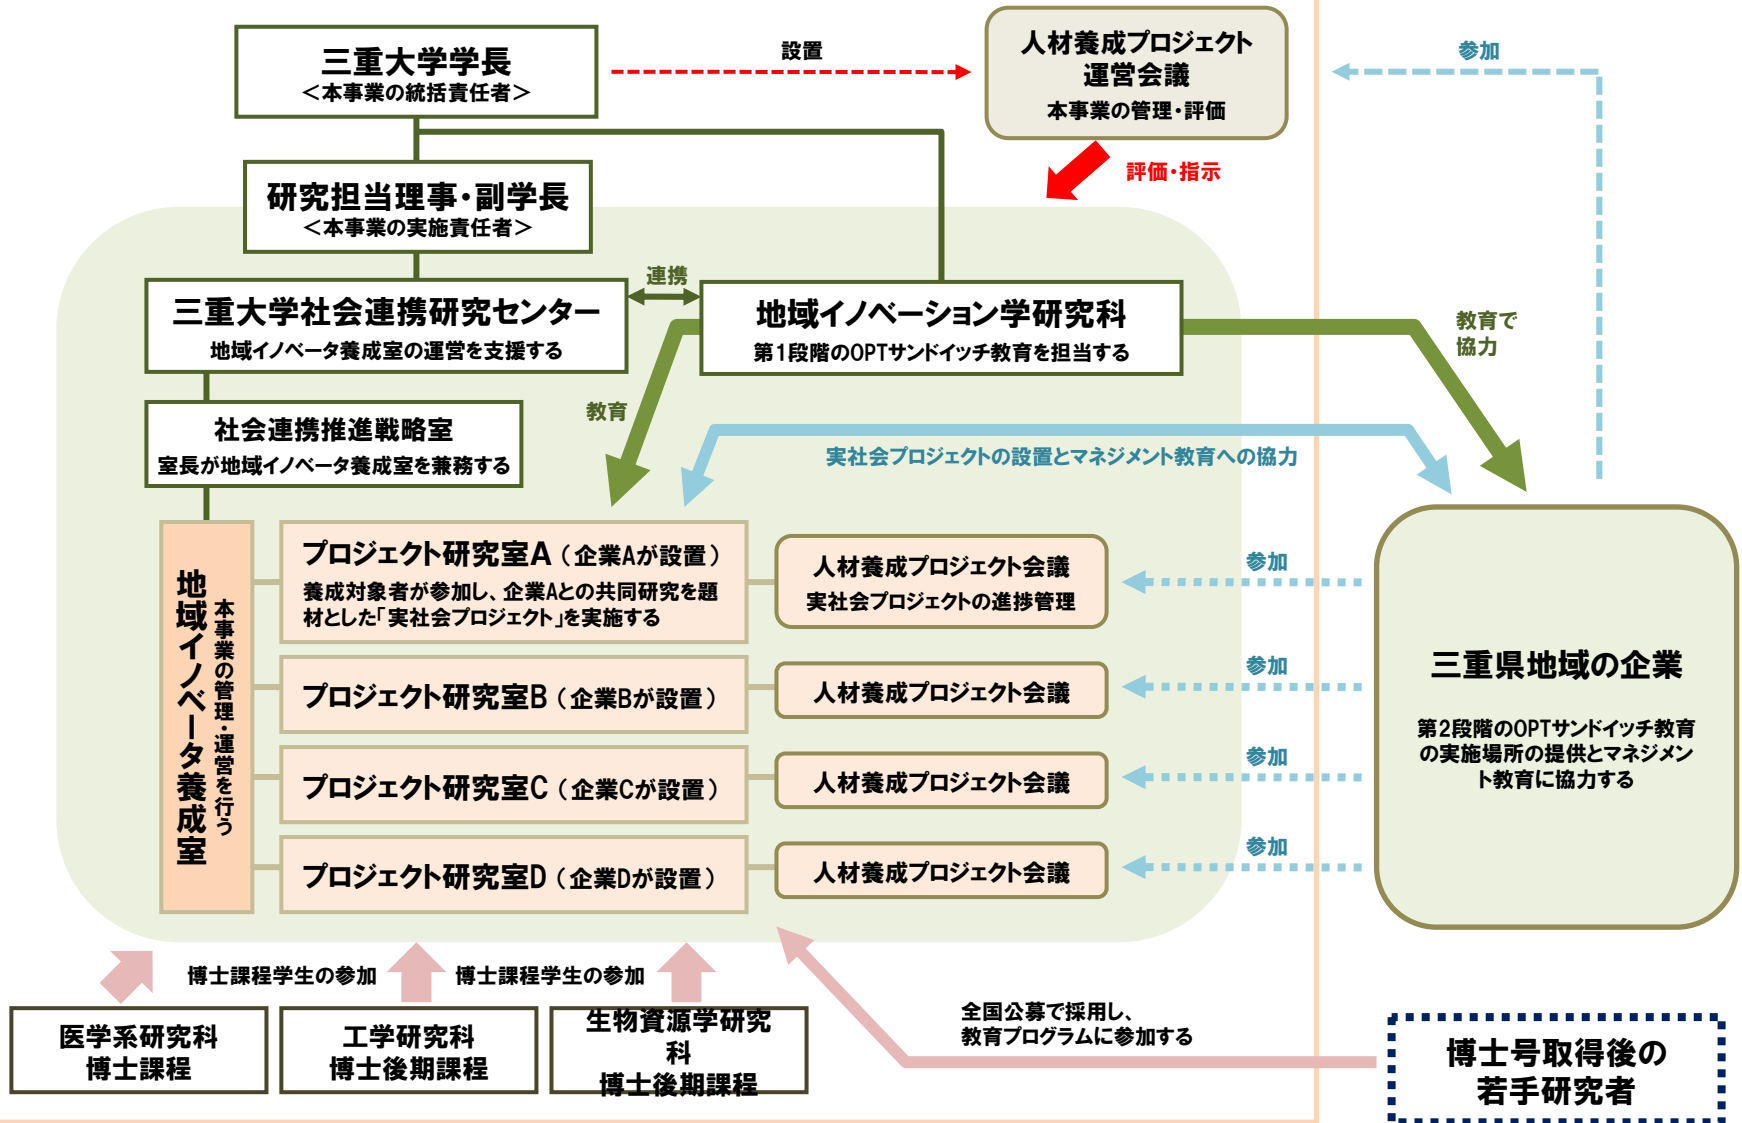 三重大学学長
＜本事業の統括責任者＞
設置
人材養成プロジェクト
運営会議
本事業の管理・評価
参加
評価・指示
研究担当理事・副学長
＜本事業の実施責任者＞
三重大学社会連携研究センター
地域イノベータ養成室の運営を支援する
連携
地域イノベーション学研究科
第1段階のOPTサンドイッチ教育を担当する
教育で
協力
教育
社会連携推進戦略室
室長が地域イノベータ養成室を兼務する
実社会プロジェクトの設置とマネジメント教育への協力
地域イノベータ養成室
本事業の管理・運営を行う
プロジェクト研究室A（企業Aが設置）
養成対象者が参加し、企業Aとの共同研究を題
材とした「実社会プロジェクト」を実施する
人材養成プロジェクト会議
実社会プロジェクトの進捗管理
参加
プロジェクト研究室B（企業Bが設置）
人材養成プロジェクト会議
参加
プロジェクト研究室C（企業Cが設置）
人材養成プロジェクト会議
参加
プロジェクト研究室D（企業Dが設置）
人材養成プロジェクト会議
参加
三重県地域の企業
第2段階のOPTサンドイッチ教育
の実施場所の提供とマネジメン
ト教育に協力する
博士課程学生の参加
博士課程学生の参加
医学系研究科
博士課程
工学研究科
博士後期課程
生物資源学研究
科
博士後期課程
全国公募で採用し、
教育プログラムに参加する
博士号取得後の
若手研究者